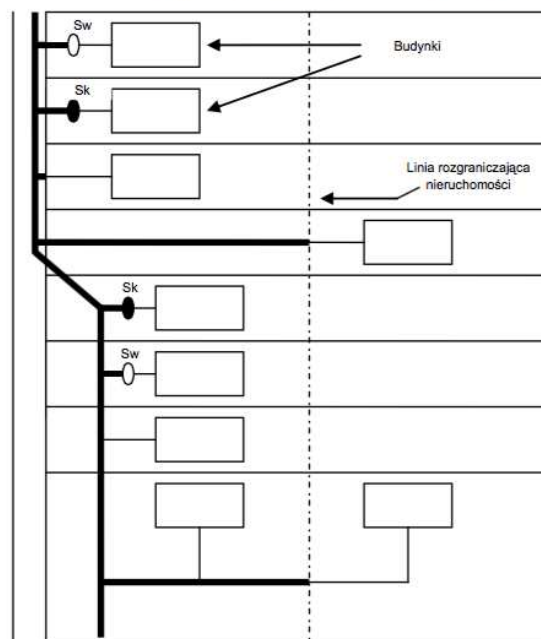 Sw
Budynki
Sk
Linia rozgraniczająca
nieruchomości
Sk
Sw